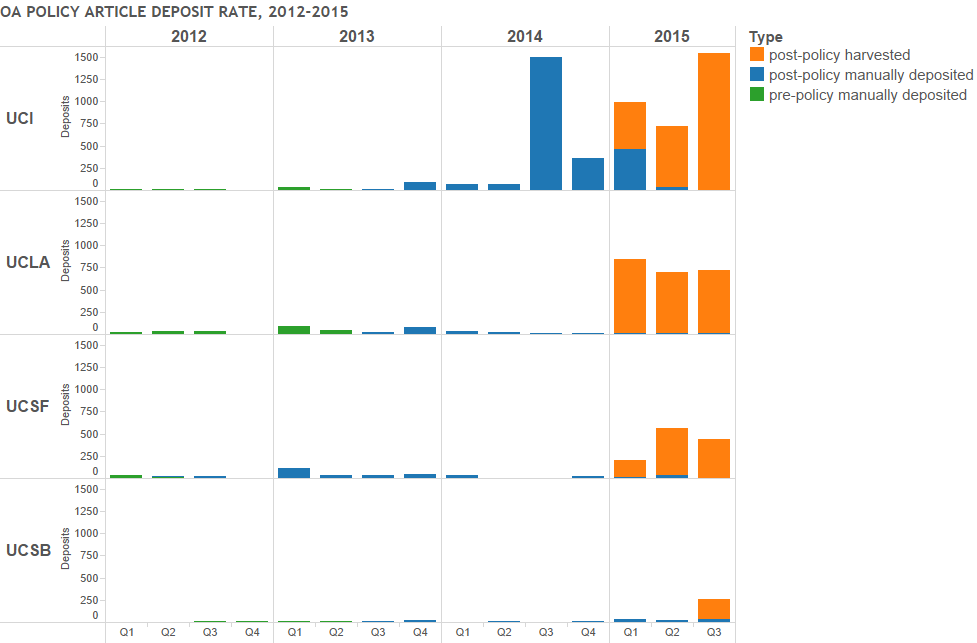 OA POLICY ARTICLE DEPOSIT RATE, 2012-2015
2012 2013 2014 2015
Type
post-policy harvested
post-policy manually deposited
pre-policy manually deposited
UCI
Deposits
1500
1250
1000
750
500
250
0
UCLA
Deposits
1500
1250
1000
750
500
250
0
UCSF
Deposits
1500
1250
1000
750
500
250
0
UCSB
Deposits
1500
1250
1000
750
500
250
0
Q1 Q2 Q3 Q4 Q1 Q2 Q3 Q4 Q1 Q2 Q3 Q4 Q1 Q2 Q3